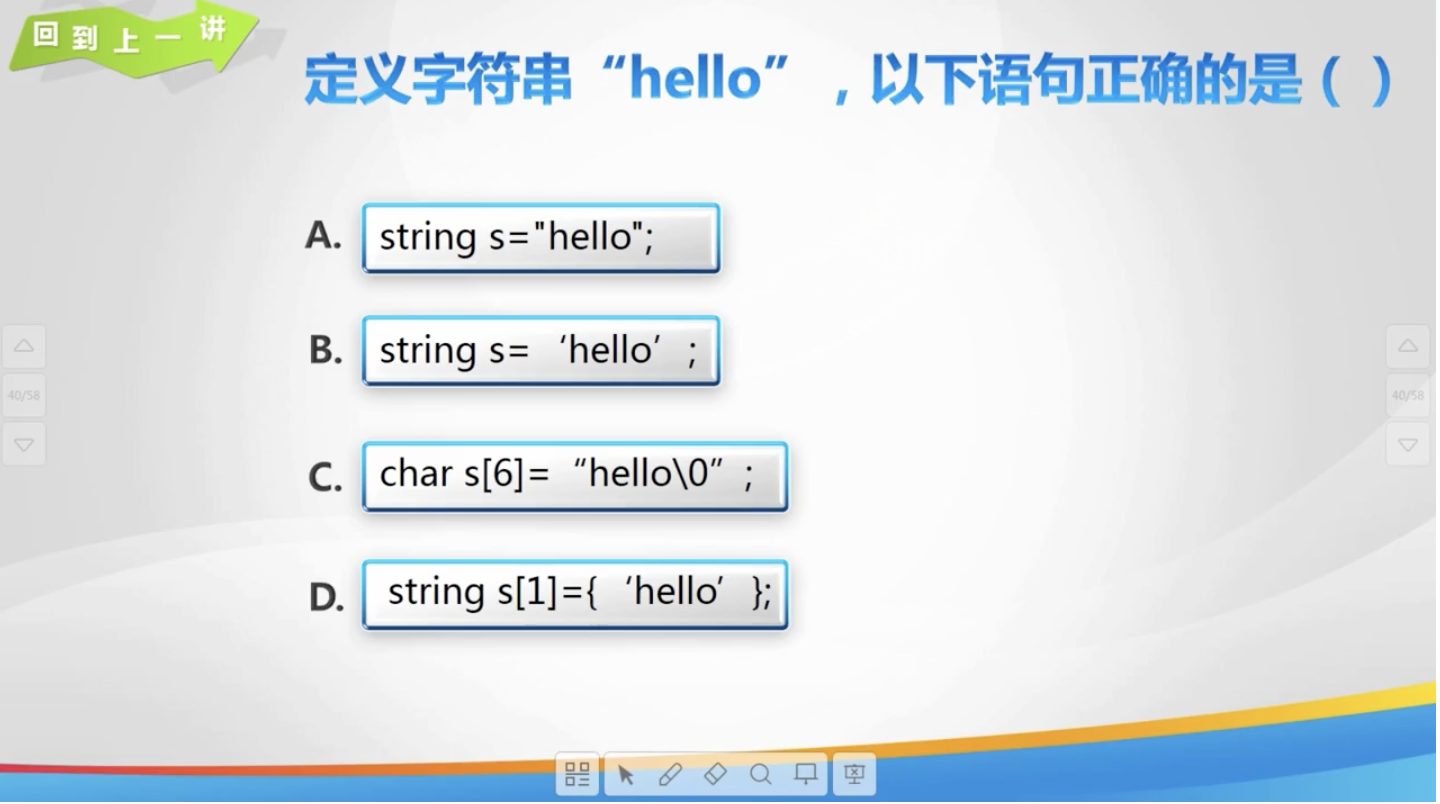 回到上一讲
定义字符串“hello”，以下语句正确的是（ ）
A. string s="hello";
B. string s=‘hello’;
40/58
40/58
C. char s[6]=“hello\0”;
D. string s[1]={‘hello’};